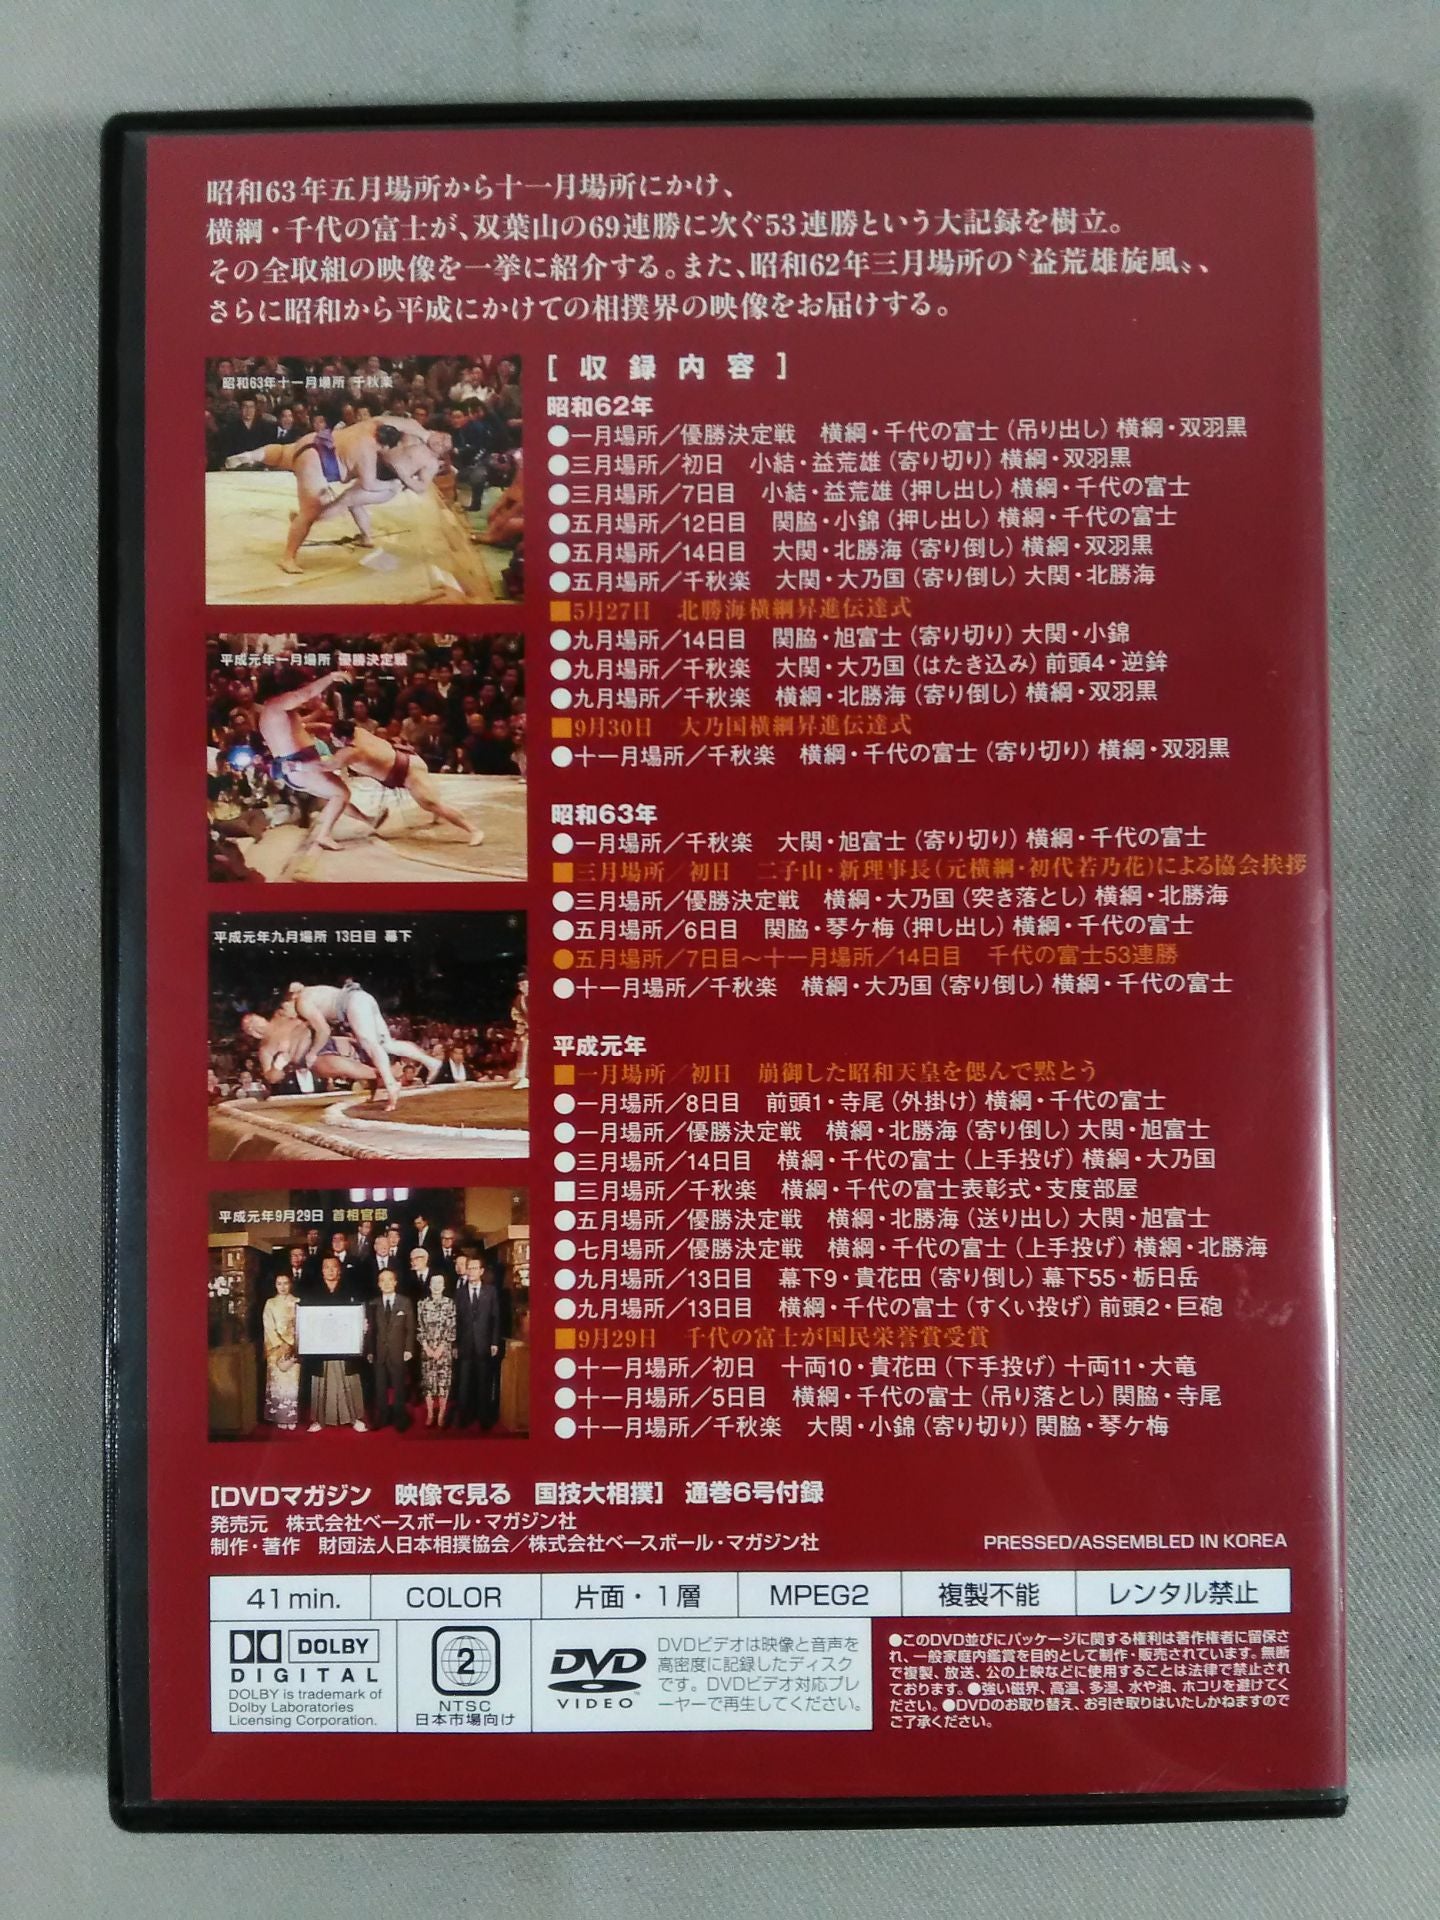 昭和63年五月場所から十一月場所にかけ、
横綱・千代の富士が、双葉山の69連勝に次ぐ53連勝という大記録を樹立。
その全取組の映像を一挙に紹介する。また、昭和62年三月場所の〝益荒雄旋風〟、
さらに昭和から平成にかけての相撲界の映像をお届けする。
昭和63年十一月場所 千秋楽
平成元年一月場所 優勝決定戦
平成元年九月場所 13日目 幕下
平成元年9月29日 首相官邸
[収録内容]
昭和62年
●一月場所／優勝決定戦 横綱・千代の富士（吊り出し）横綱・双羽黒
●三月場所／初日 小結・益荒雄（寄り切り）横綱・双羽黒
●三月場所／7日目 小結・益荒雄（押し出し）横綱・千代の富士
●五月場所／12日目 関脇・小錦（押し出し）横綱・千代の富士
●五月場所／14日目 大関・北勝海（寄り倒し）横綱・双羽黒
●五月場所／千秋楽 大関・大乃国（寄り倒し）大関・北勝海
■5月27日 北勝海横綱昇進伝達式
●九月場所／14日目 関脇・旭富士（寄り切り）大関・小錦
●九月場所／千秋楽 大関・大乃国（はたき込み）前頭4・逆鉾
●九月場所／千秋楽 横綱・北勝海（寄り倒し）横綱・双羽黒
■9月30日 大乃国横綱昇進伝達式
●十一月場所／千秋楽 横綱・千代の富士（寄り切り）横綱・双羽黒
昭和63年
●一月場所／千秋楽 大関・旭富士（寄り切り）横綱・千代の富士
■三月場所／初日 二子山・新理事長（元横綱・初代若乃花）による協会挨拶
●三月場所／優勝決定戦 横綱・大乃国（突き落とし）横綱・北勝海
●五月場所／6日目 関脇・琴ケ梅（押し出し）横綱・千代の富士
●五月場所／7日目～十一月場所／14日目 千代の富士53連勝
●十一月場所／千秋楽 横綱・大乃国（寄り倒し）横綱・千代の富士
平成元年
■一月場所／初日 崩御した昭和天皇を偲んで黙とう
●一月場所／8日目 前頭1・寺尾（外掛け）横綱・千代の富士
●一月場所／優勝決定戦 横綱・北勝海（寄り倒し）大関・旭富士
●三月場所／14日目 横綱・千代の富士（上手投げ）横綱・大乃国
■三月場所／千秋楽 横綱・千代の富士表彰式・支度部屋
●五月場所／優勝決定戦 横綱・北勝海（送り出し）大関・旭富士
●七月場所／優勝決定戦 横綱・千代の富士（上手投げ）横綱・北勝海
●九月場所／13日目 幕下9・貴花田（寄り倒し）幕下55・栃日岳
●九月場所／13日目 横綱・千代の富士（すくい投げ）前頭2・巨砲
■9月29日 千代の富士が国民栄誉賞受賞
●十一月場所／初日 十両10・貴花田（下手投げ）十両11・大竜
●十一月場所／5日目 横綱・千代の富士（吊り落とし）関脇・寺尾
●十一月場所／千秋楽 大関・小錦（寄り切り）関脇・琴ケ梅
[DVDマガジン 映像で見る 国技大相撲] 通巻6号付録
発売元 株式会社ベースボール・マガジン社
制作・著作 財団法人日本相撲協会／株式会社ベースボール・マガジン社
PRESSED/ASSEMBLED IN KOREA
41min. COLOR 片面・1層 MPEG2 複製不能 レンタル禁止
DOLBY
DIGITAL
DOLBY is trademark of
Dolby Laboratories
Licensing Corporation.
2
NTSC
日本市場向け
DVD
VIDEO
DVDビデオは映像と音声を
高密度に記録したディスク
です。DVDビデオ対応プレ
ーヤーで再生してください。
●このDVD並びにパッケージに関する権利は著作権者に留保さ
れ、一般家庭内鑑賞を目的として制作・販売されています。無断
で複製、放送、公の上映などに使用することは法律で禁止され
ております。●強い磁界、高温、多湿、水や油、ホコリを避けてく
ださい。●DVDのお取り替え、お引き取りはいたしかねますので
ご了承ください。